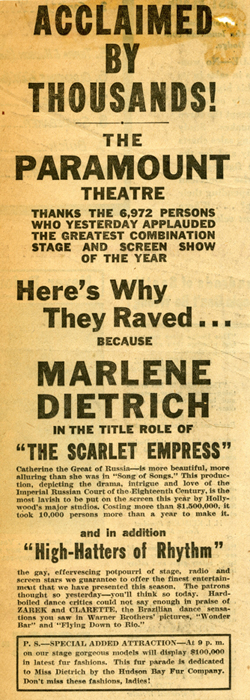 ACCLAIMED
BY
THOUSANDS!
THE
PARAMOUNT
THEATRE
THANKS THE 6,972 PERSONS
WHO YESTERDAY APPLAUDED
THE GREATEST COMBINATION
STAGE AND SCREEN SHOW
OF THE YEAR
Here's Why
They Raved...
BECAUSE
MARLENE
DIETRICH
IN THE TITLE ROLE OF
"THE SCARLET EMPRESS"
Catherine the Great of Russia—is more beautiful, more
alluring than she was in "Song of Songs." This produc-
tion, depicting the drama, intrigue and love of the
Imperial Russian Court of the Eighteenth Century, is the
most lavish to be put on the screen this year by Holly-
wood's major studios. Costing more than $1,500,000, it
took 10,000 persons more than a year to make it.
and in addition
"High-Hatters of Rhythm"
the gay, effervescing potpourri of stage, radio and
screen stars we guarantee to offer the finest entertain-
ment that we have presented this season. The patrons
thought so yesterday—you'll think so today. Hard-
boiled dance critics could not say enough in praise of
ZAREK and CLAREFTE, the Brazilian dance sensa-
tions you saw in Warner Brothers' pictures, "Wonder
Bar" and "Flying Down to Rio."
P. S.—SPECIAL ADDED ATTRACTION—At 9 p. m.
on our stage gorgeous models will display $100,000
in latest fur fashions. This fur parade is dedicated
to Miss Dietrich by the Hudson Bay Fur Company.
Don't miss these fashions, ladies!